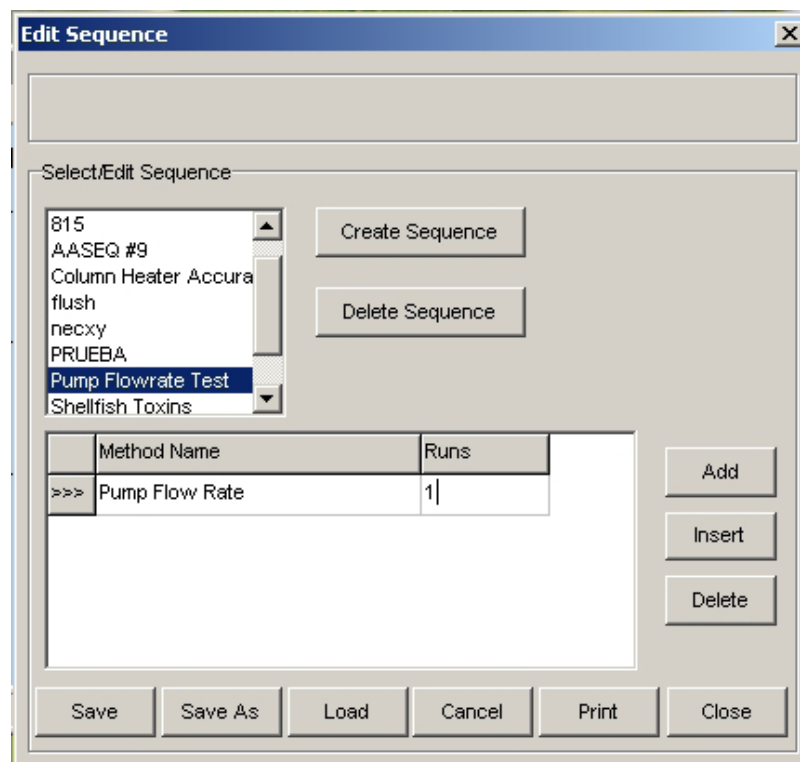 Edit Sequence
Select/Edit Sequence
815
AASEQ #9
Column Heater Accura
flush
necxy
PRUEBA
Pump Flowrate Test
Shellfish Toxins
Create Sequence
Delete Sequence
Method Name Runs
>>> Pump Flow Rate 1
Add
Insert
Delete
Save Save As Load Cancel Print Close